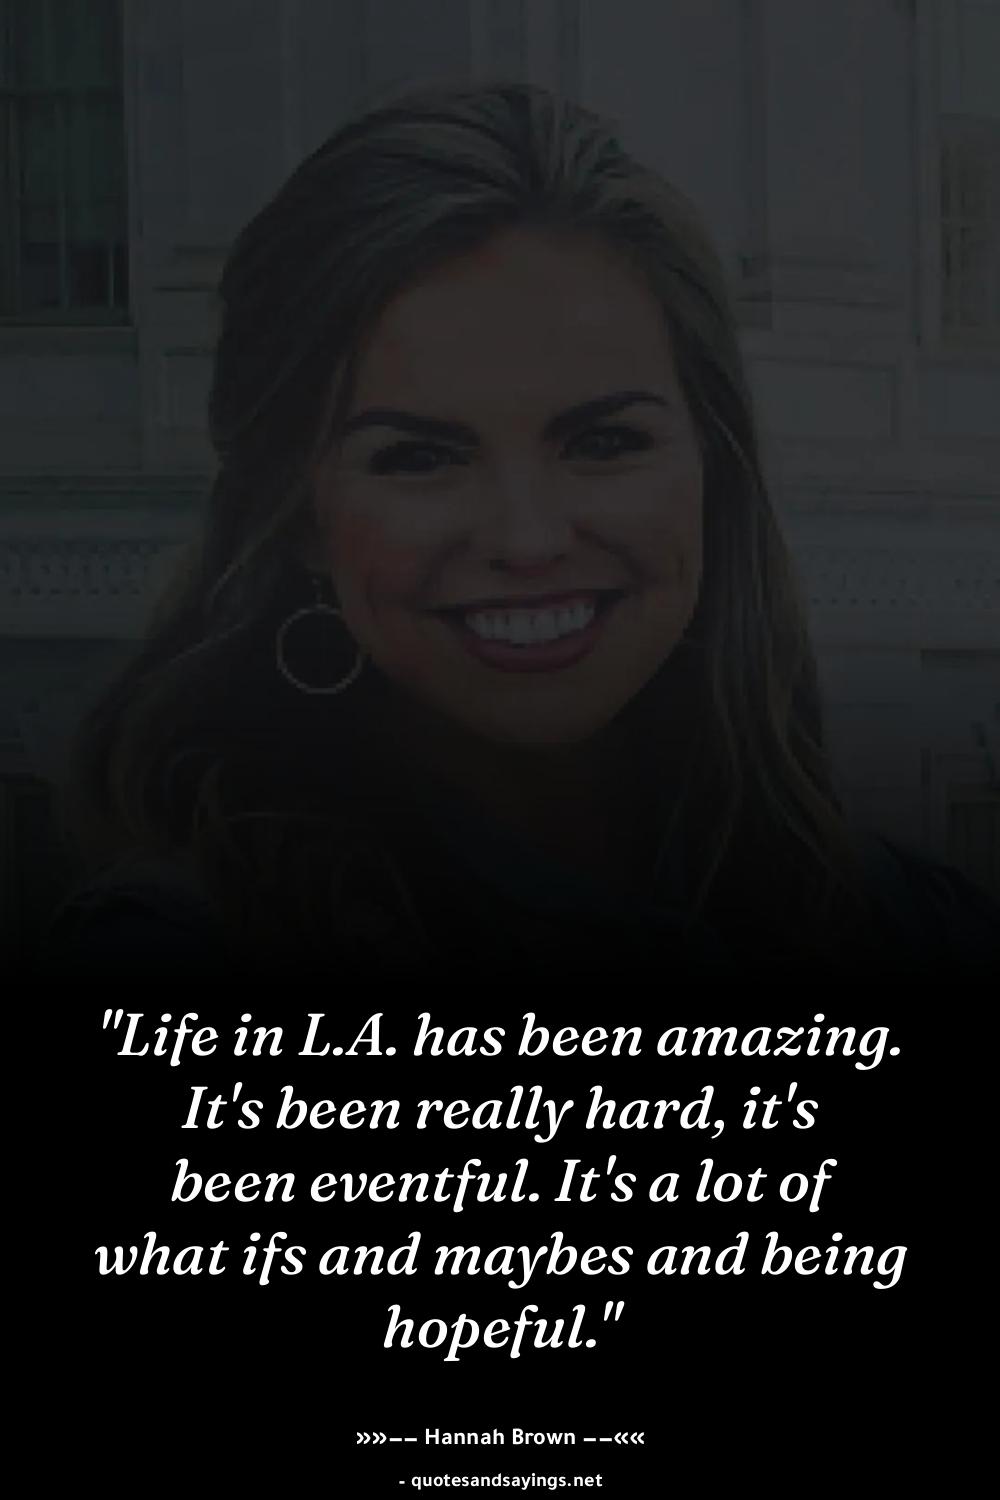 "Life in L.A. has been amazing.
It's been really hard, it's
been eventful. It's a lot of
what ifs and maybes and being
hopeful."
»»–– Hannah Brown ––««
- quotesandsayings.net